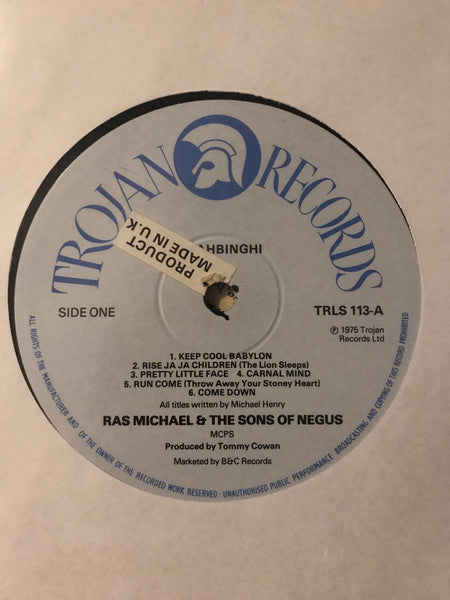 TROJAN RECORDS
PRODUCT
MADE IN U.K
AHBINGHI
SIDE ONE
TRLS 113-A
℗ 1975 Trojan
Records Ltd
1. KEEP COOL BABYLON
2. RISE JA JA CHILDREN (The Lion Sleeps)
3. PRETTY LITTLE FACE 4. CARNAL MIND
5. RUN COME (Throw Away Your Stoney Heart)
6. COME DOWN
All titles written by Michael Henry
RAS MICHAEL & THE SONS OF NEGUS
MCPS
Produced by Tommy Cowan
Marketed by B&C Records
ALL RIGHTS OF THE MANUFACTURER AND OF THE OWNER OF THE RECORDED WORK RESERVED · UNAUTHORISED PUBLIC PERFORMANCE BROADCASTING AND COPYING OF THIS RECORD PROHIBITED